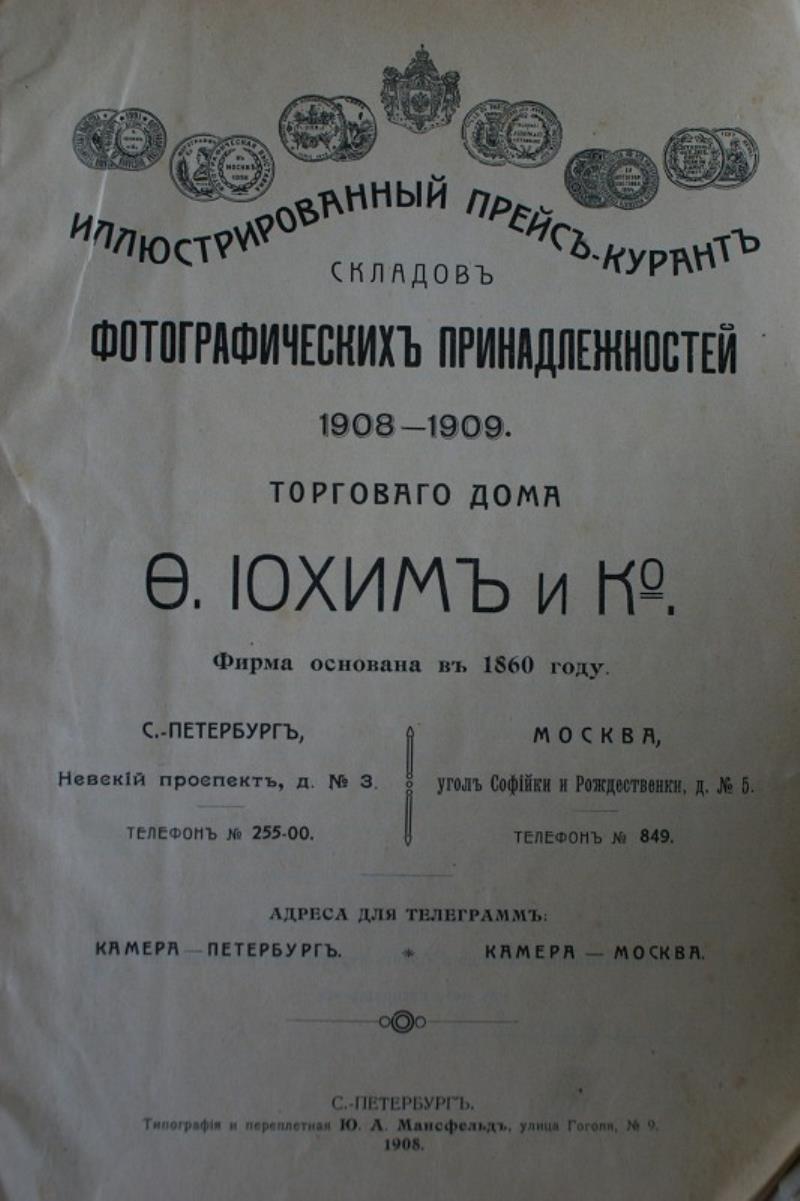 ИЛЛЮСТРИРОВАННЫЙ ПРЕЙСЪ-КУРАНТЪ
СКЛАДОВЪ
ФОТОГРАФИЧЕСКИХЪ ПРИНАДЛЕЖНОСТЕЙ
1908—1909.
ТОРГОВАГО ДОМА
Ѳ. ІОХИМЪ и Кº.
Фирма основана въ 1860 году.
С.-ПЕТЕРБУРГЪ,
Невскій проспектъ, д. № 3.
ТЕЛЕФОНЪ № 255-00.
МОСКВА,
уголъ Софійки и Рождественки, д. № 5.
ТЕЛЕФОНЪ № 849.
АДРЕСА ДЛЯ ТЕЛЕГРАММЪ:
КАМЕРА — ПЕТЕРБУРГЪ. * КАМЕРА — МОСКВА.
С.-ПЕТЕРБУРГЪ.
Типографія и переплетная Ю. А. Мансфельдъ, улица Гоголя, № 9.
1908.